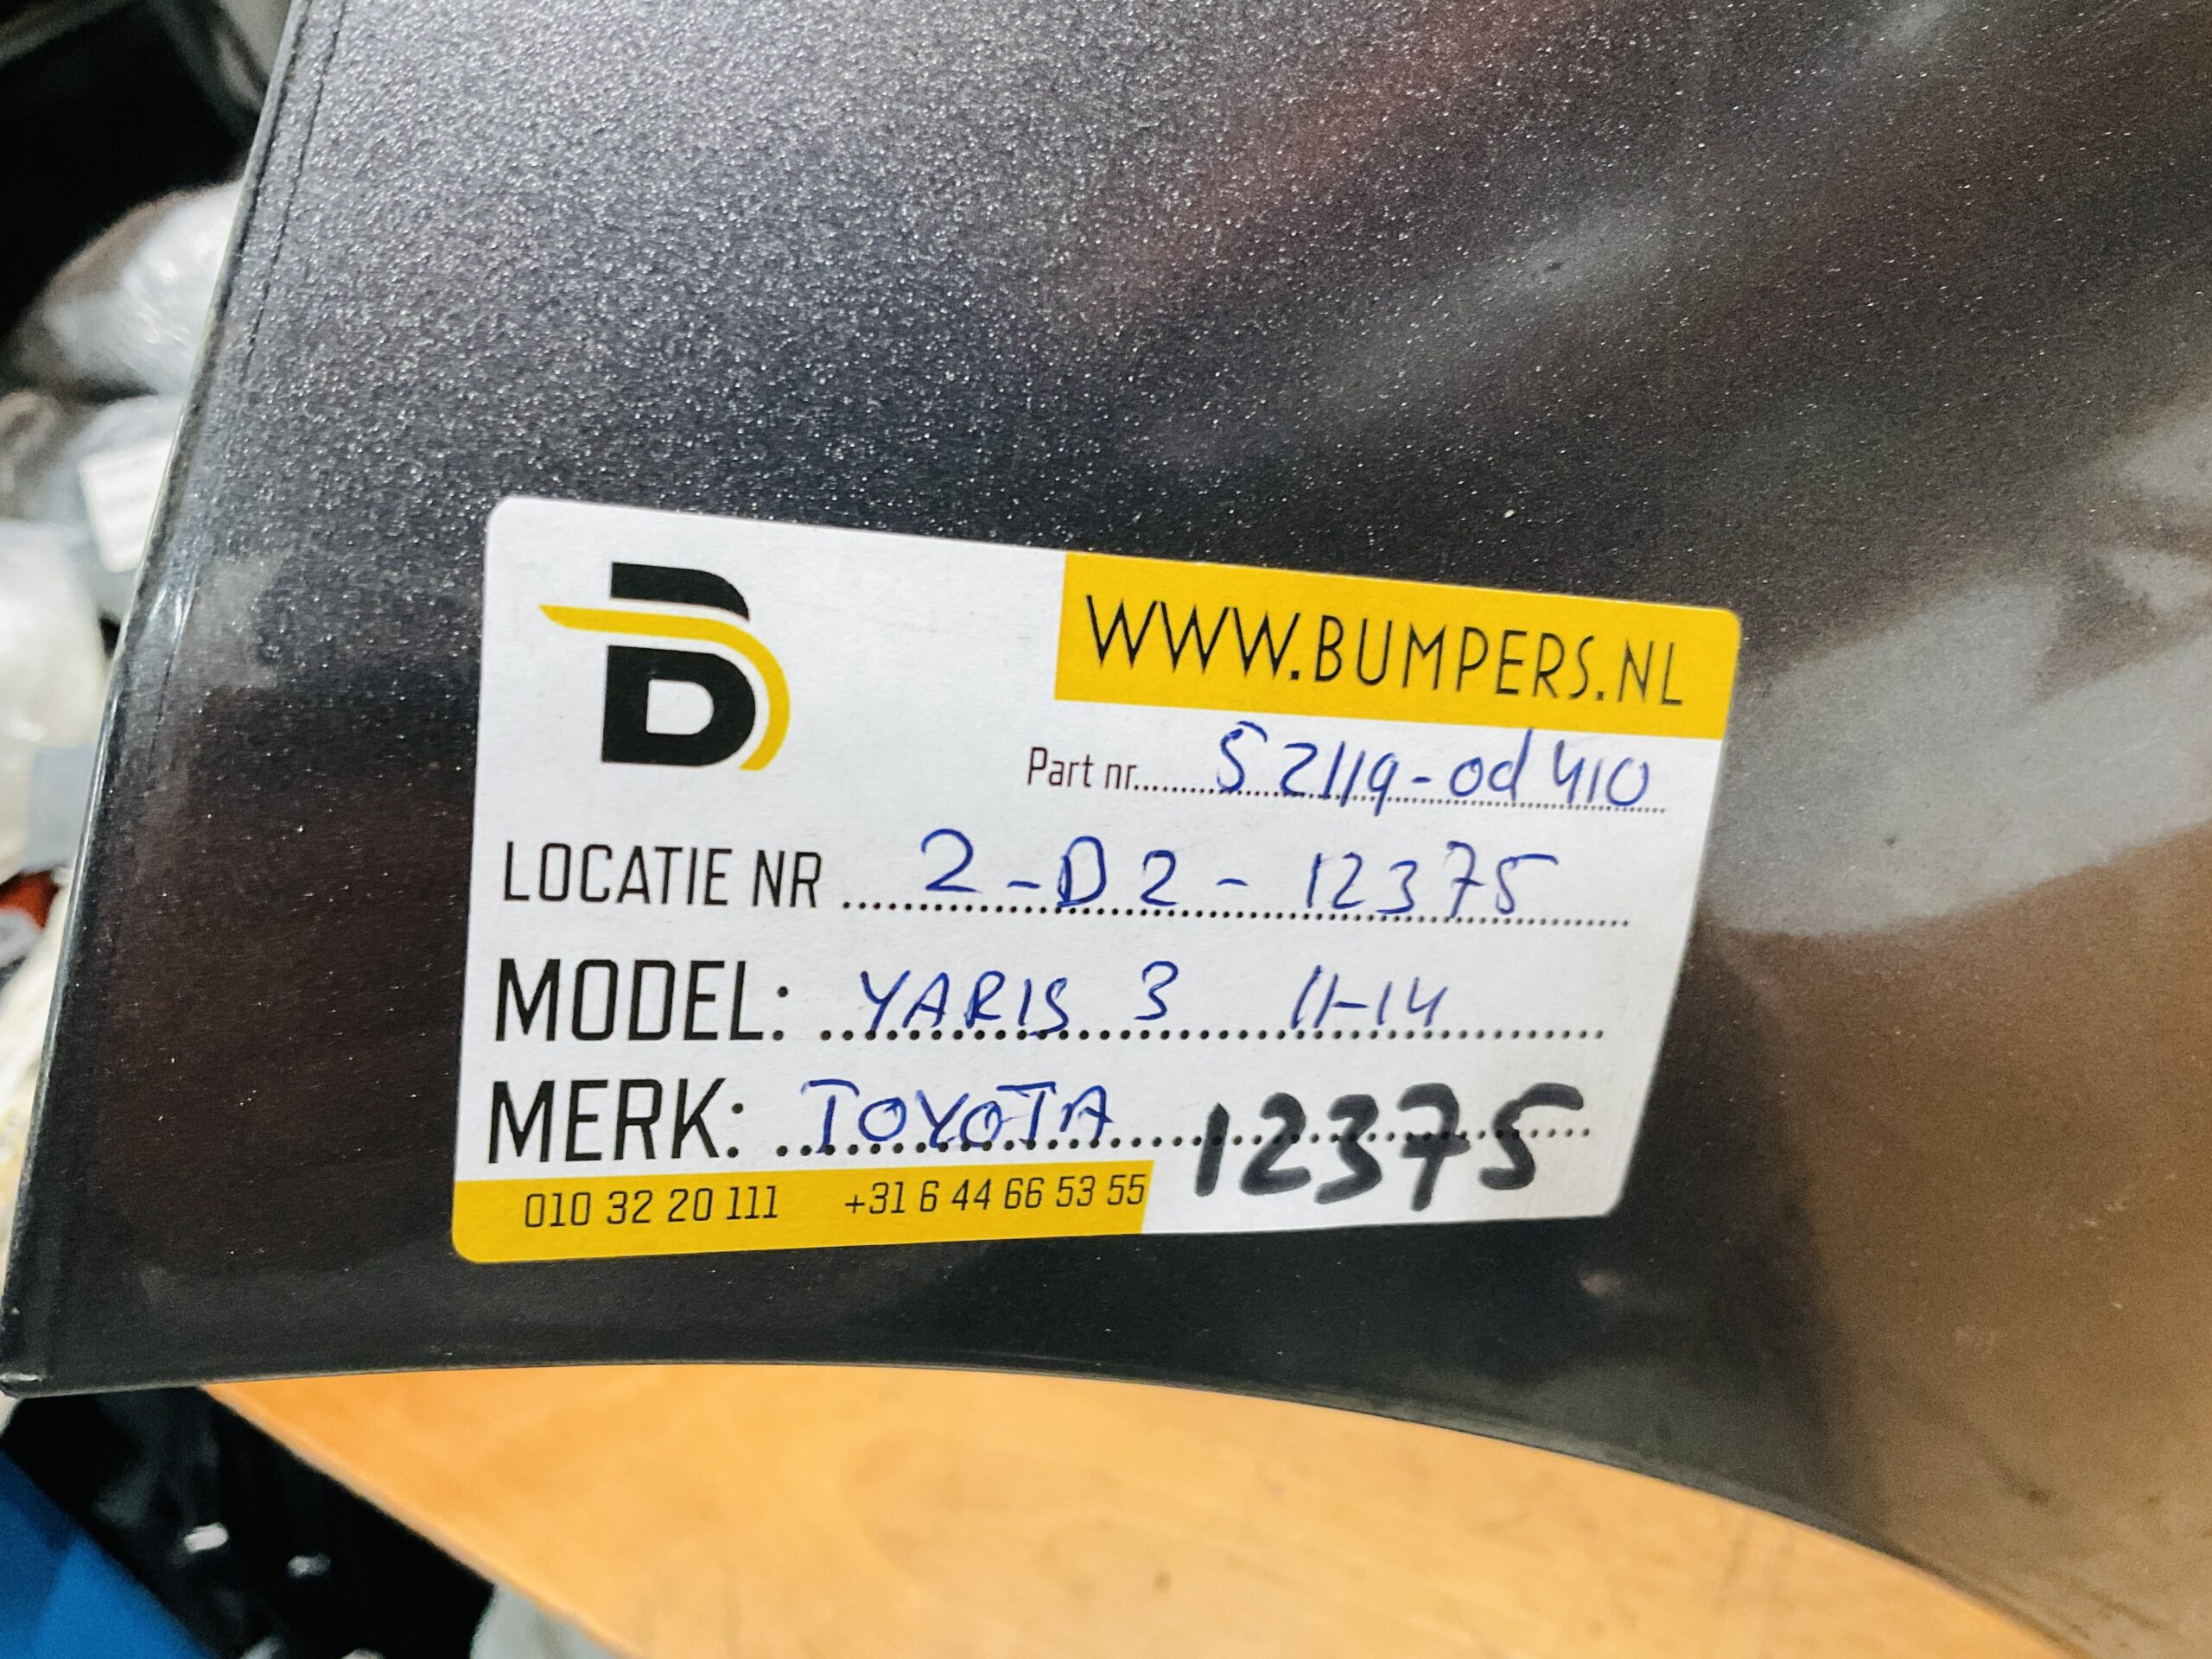 WWW.BUMPERS.NL
Part nr. S2119-0d410
LOCATIE NR 2-D2-12375
MODEL: YARIS 3 11-14
MERK: TOYOTA 12375
010 32 20 111 +31 6 44 66 53 55